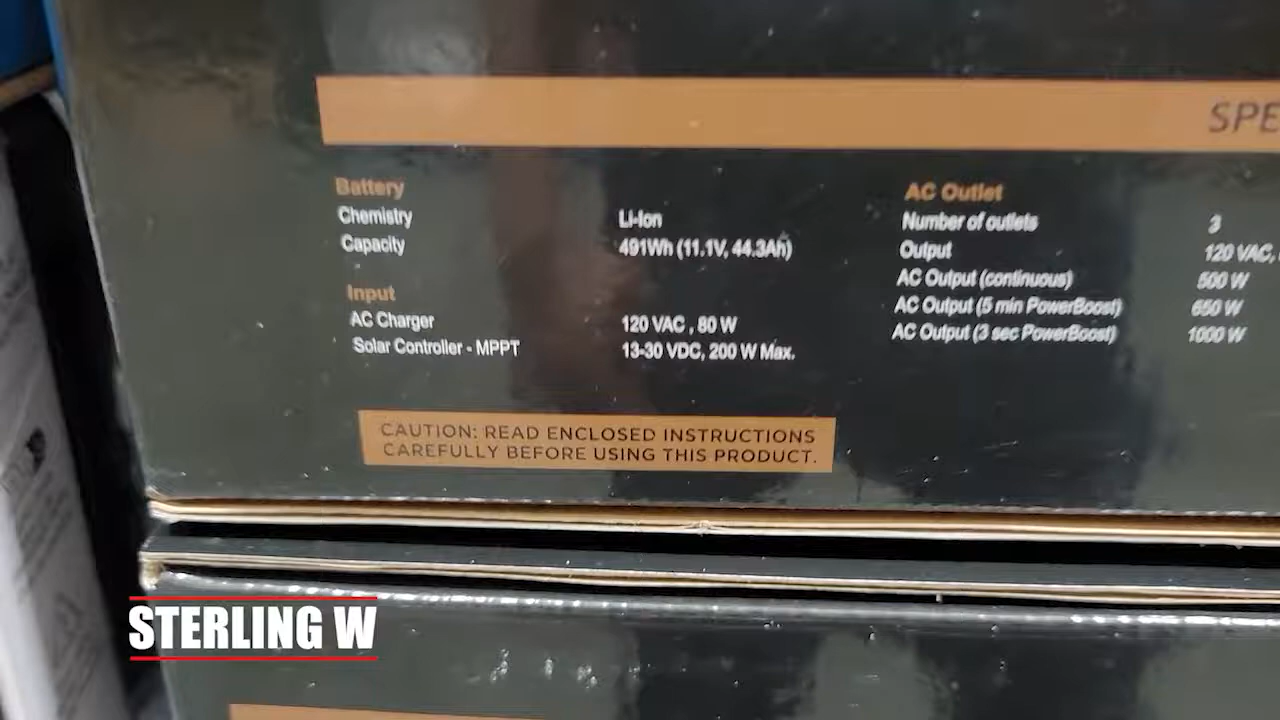 SPE
Battery
Chemistry Li-Ion
Capacity 491Wh (11.1V, 44.3Ah)
Input
AC Charger 120 VAC , 80 W
Solar Controller - MPPT 13-30 VDC, 200 W Max.
AC Outlet
Number of outlets 3
Output 120 VAC,
AC Output (continuous) 500 W
AC Output (5 min PowerBoost) 650 W
AC Output (3 sec PowerBoost) 1000 W
CAUTION: READ ENCLOSED INSTRUCTIONS
CAREFULLY BEFORE USING THIS PRODUCT.
STERLING W